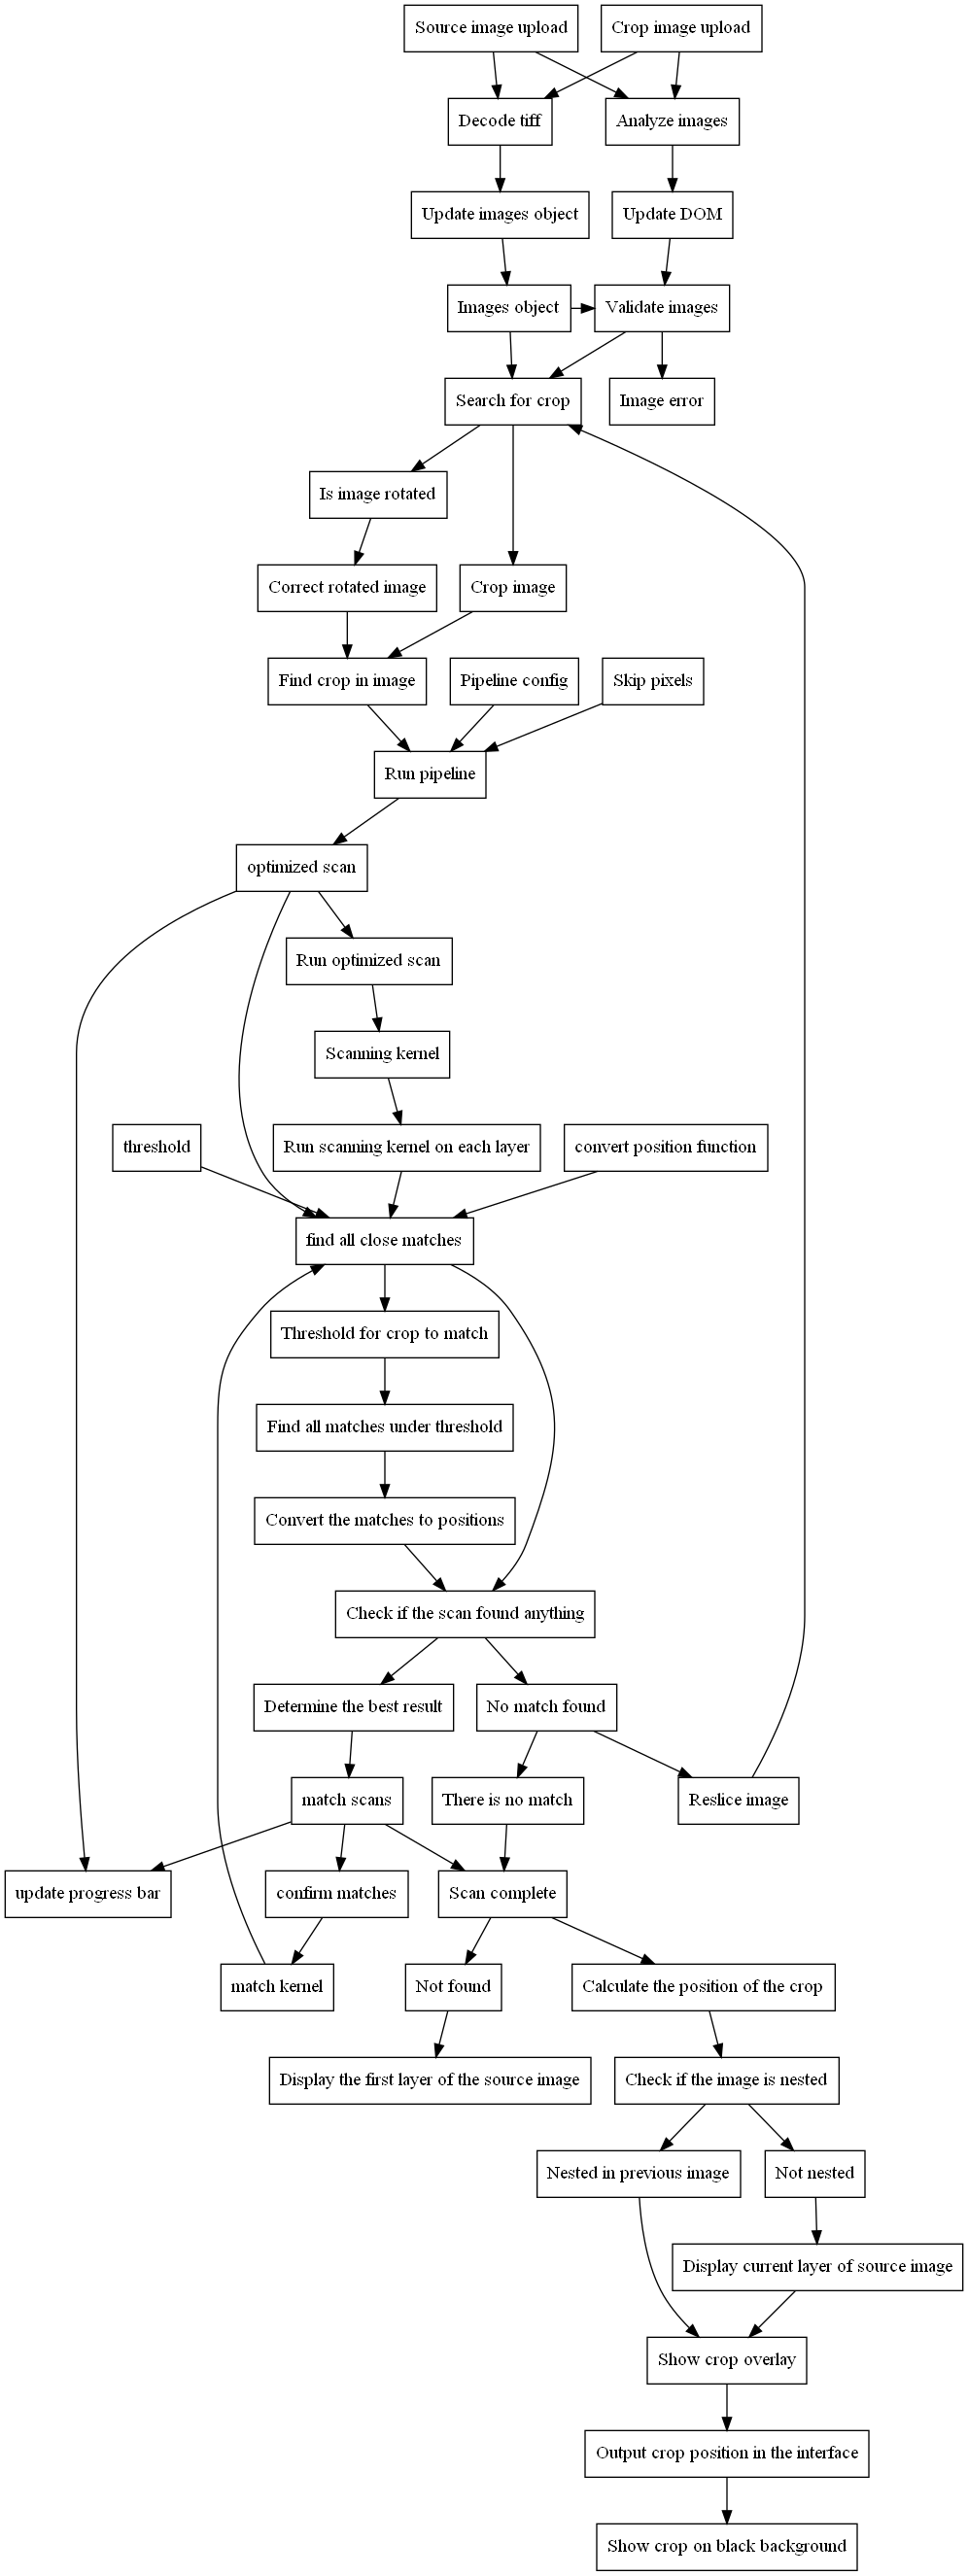 Source image upload
Crop image upload
Decode tiff
Analyze images
Update images object
Update DOM
Images object
Validate images
Search for crop
Image error
Is image rotated
Correct rotated image
Crop image
Find crop in image
Pipeline config
Skip pixels
Run pipeline
optimized scan
Run optimized scan
Scanning kernel
threshold
Run scanning kernel on each layer
convert position function
find all close matches
Threshold for crop to match
Find all matches under threshold
Convert the matches to positions
Check if the scan found anything
Determine the best result
No match found
match scans
There is no match
Reslice image
update progress bar
confirm matches
Scan complete
match kernel
Not found
Calculate the position of the crop
Display the first layer of the source image
Check if the image is nested
Nested in previous image
Not nested
Display current layer of source image
Show crop overlay
Output crop position in the interface
Show crop on black background